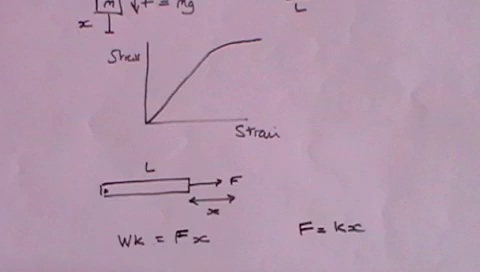 M F = mg
x L
Stress
Strain
L
F
x
Wk = Fx F = kx